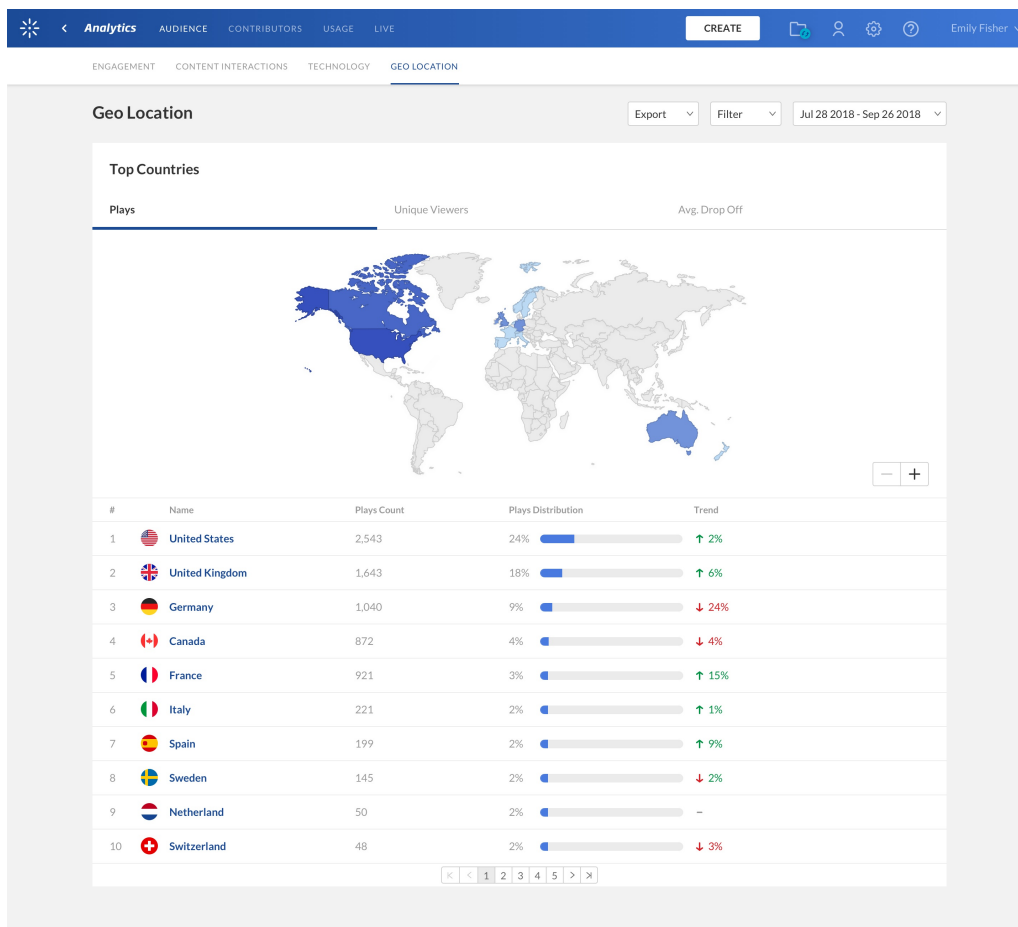 Analytics AUDIENCE CONTRIBUTORS USAGE LIVE CREATE Emily Fisher
ENGAGEMENT CONTENT INTERACTIONS TECHNOLOGY GEO LOCATION
Geo Location Export Filter Jul 28 2018 - Sep 26 2018
Top Countries
Plays Unique Viewers Avg. Drop Off
# Name Plays Count Plays Distribution Trend
1 United States 2,543 24% ↑ 2%
2 United Kingdom 1,643 18% ↑ 6%
3 Germany 1,040 9% ↓ 24%
4 Canada 872 4% ↓ 4%
5 France 921 3% ↑ 15%
6 Italy 221 2% ↑ 1%
7 Spain 199 2% ↑ 9%
8 Sweden 145 2% ↓ 2%
9 Netherland 50 2% –
10 Switzerland 48 2% ↓ 3%
1 2 3 4 5